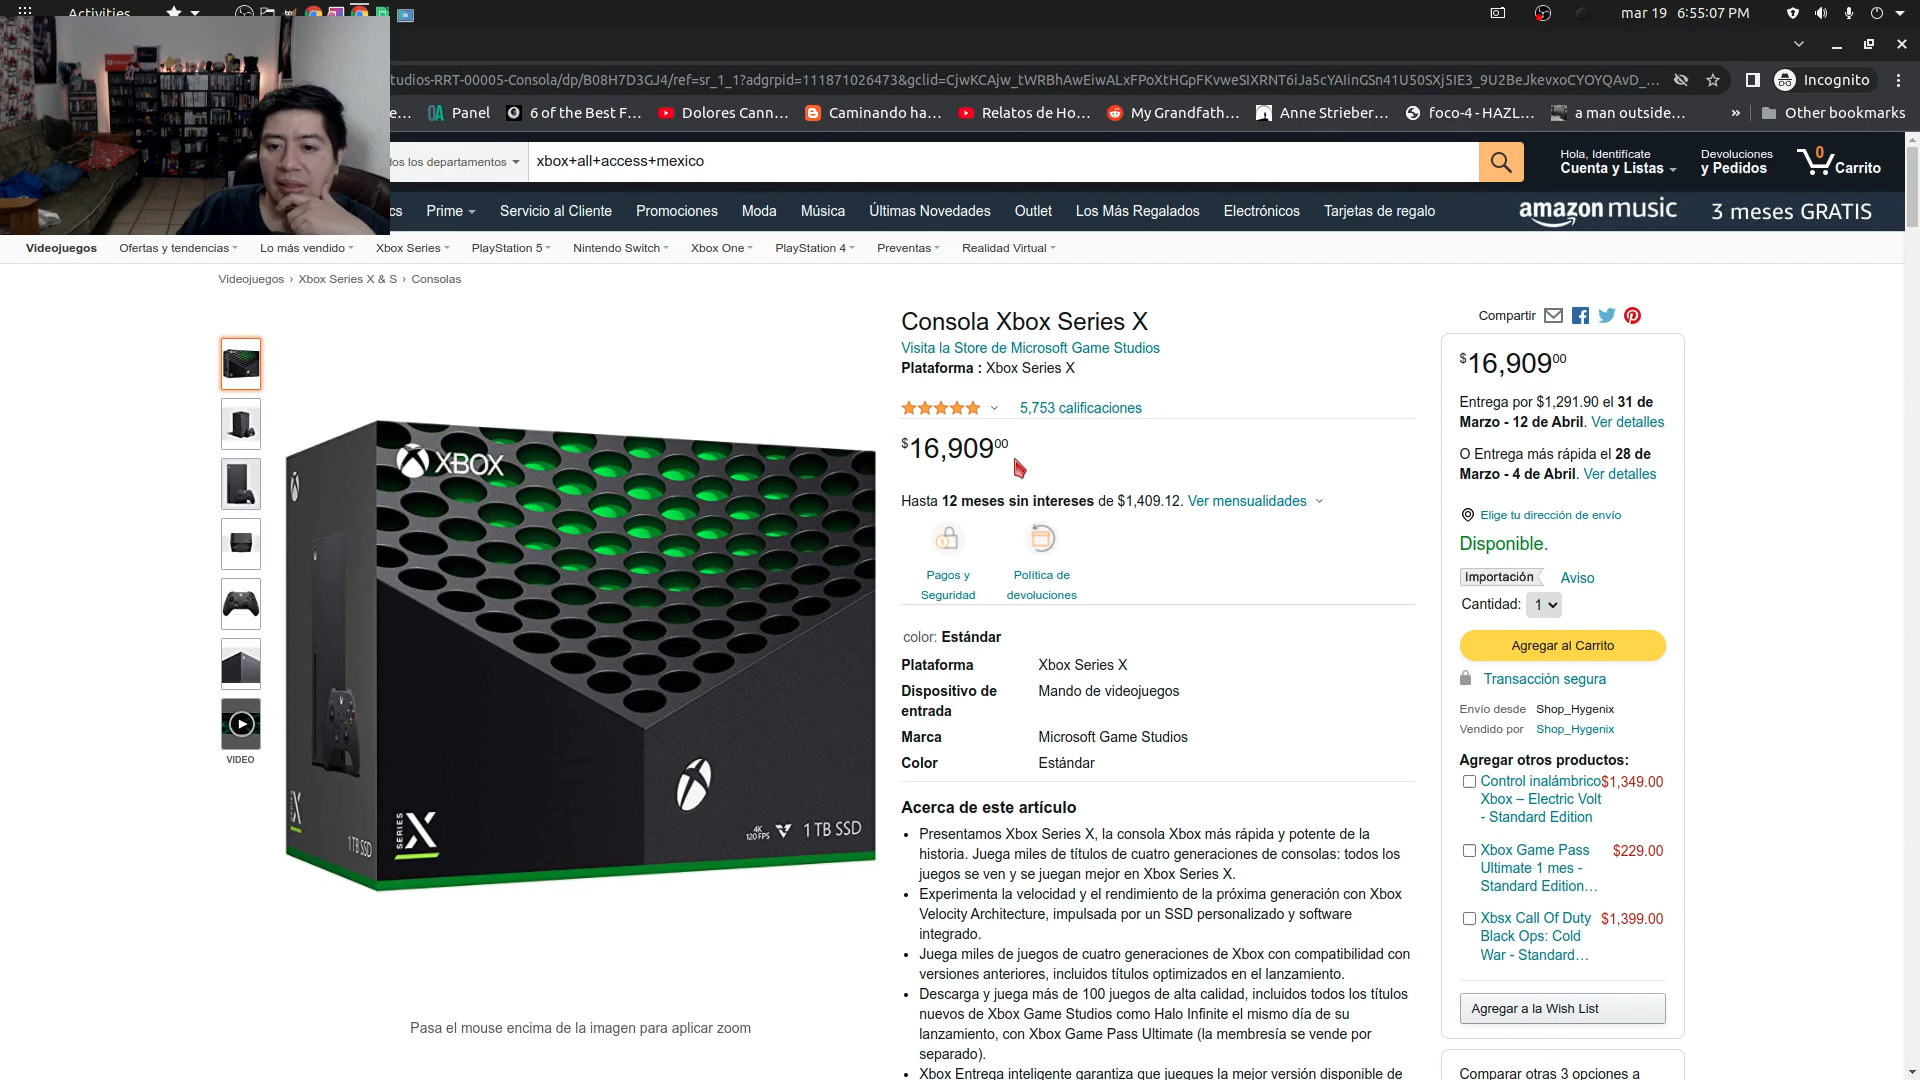 Activities
mar 19 6:55:07 PM
tudios-RRT-00005-Consola/dp/B08H7D3GJ4/ref=sr_1_1?adgrpid=111871026473&gclid=CjwKCAjw_tWRBhAwEiwALxFPoXtHGpFKvweSIXRNT6iJa5cYAIinGSn41U50SXj5IE3_9U2BeJkevxoCYOYQAvD_...
Incognito
e...
Panel
6 of the Best F...
Dolores Cann...
Caminando ha...
Relatos de Ho...
My Grandfath...
Anne Strieber...
foco-4 - HAZL...
a man outside...
»
Other bookmarks
los los departamentos
xbox+all+access+mexico
Hola, Identifícate
Cuenta y Listas
Devoluciones
y Pedidos
0
Carrito
cs
Prime
Servicio al Cliente
Promociones
Moda
Música
Últimas Novedades
Outlet
Los Más Regalados
Electrónicos
Tarjetas de regalo
amazon music
3 meses GRATIS
Videojuegos
Ofertas y tendencias
Lo más vendido
Xbox Series
PlayStation 5
Nintendo Switch
Xbox One
PlayStation 4
Preventas
Realidad Virtual
Videojuegos › Xbox Series X & S › Consolas
VIDEO
XBOX
SERIES X
1 TB SSD
SERIES X
4K
120 FPS
1 TB SSD
Pasa el mouse encima de la imagen para aplicar zoom
Consola Xbox Series X
Visita la Store de Microsoft Game Studios
Plataforma : Xbox Series X
5,753 calificaciones
$16,90900
Hasta 12 meses sin intereses de $1,409.12. Ver mensualidades
Pagos y
Seguridad
Política de
devoluciones
color: Estándar
Plataforma Xbox Series X
Dispositivo de Mando de videojuegos
entrada
Marca Microsoft Game Studios
Color Estándar
Acerca de este artículo
• Presentamos Xbox Series X, la consola Xbox más rápida y potente de la
historia. Juega miles de títulos de cuatro generaciones de consolas: todos los
juegos se ven y se juegan mejor en Xbox Series X.
• Experimenta la velocidad y el rendimiento de la próxima generación con Xbox
Velocity Architecture, impulsada por un SSD personalizado y software
integrado.
• Juega miles de juegos de cuatro generaciones de Xbox con compatibilidad con
versiones anteriores, incluidos títulos optimizados en el lanzamiento.
• Descarga y juega más de 100 juegos de alta calidad, incluidos todos los títulos
nuevos de Xbox Game Studios como Halo Infinite el mismo día de su
lanzamiento, con Xbox Game Pass Ultimate (la membresía se vende por
separado).
• Xbox Entrega inteligente garantiza que juegues la mejor versión disponible de
Compartir
$16,90900
Entrega por $1,291.90 el 31 de
Marzo - 12 de Abril. Ver detalles
O Entrega más rápida el 28 de
Marzo - 4 de Abril. Ver detalles
Elige tu dirección de envío
Disponible.
Importación Aviso
Cantidad: 1
Agregar al Carrito
Transacción segura
Envío desde Shop_Hygenix
Vendido por Shop_Hygenix
Agregar otros productos:
Control inalámbrico $1,349.00
Xbox – Electric Volt
- Standard Edition
Xbox Game Pass $229.00
Ultimate 1 mes -
Standard Edition...
Xbsx Call Of Duty $1,399.00
Black Ops: Cold
War - Standard...
Agregar a la Wish List
Comparar otras 3 opciones a